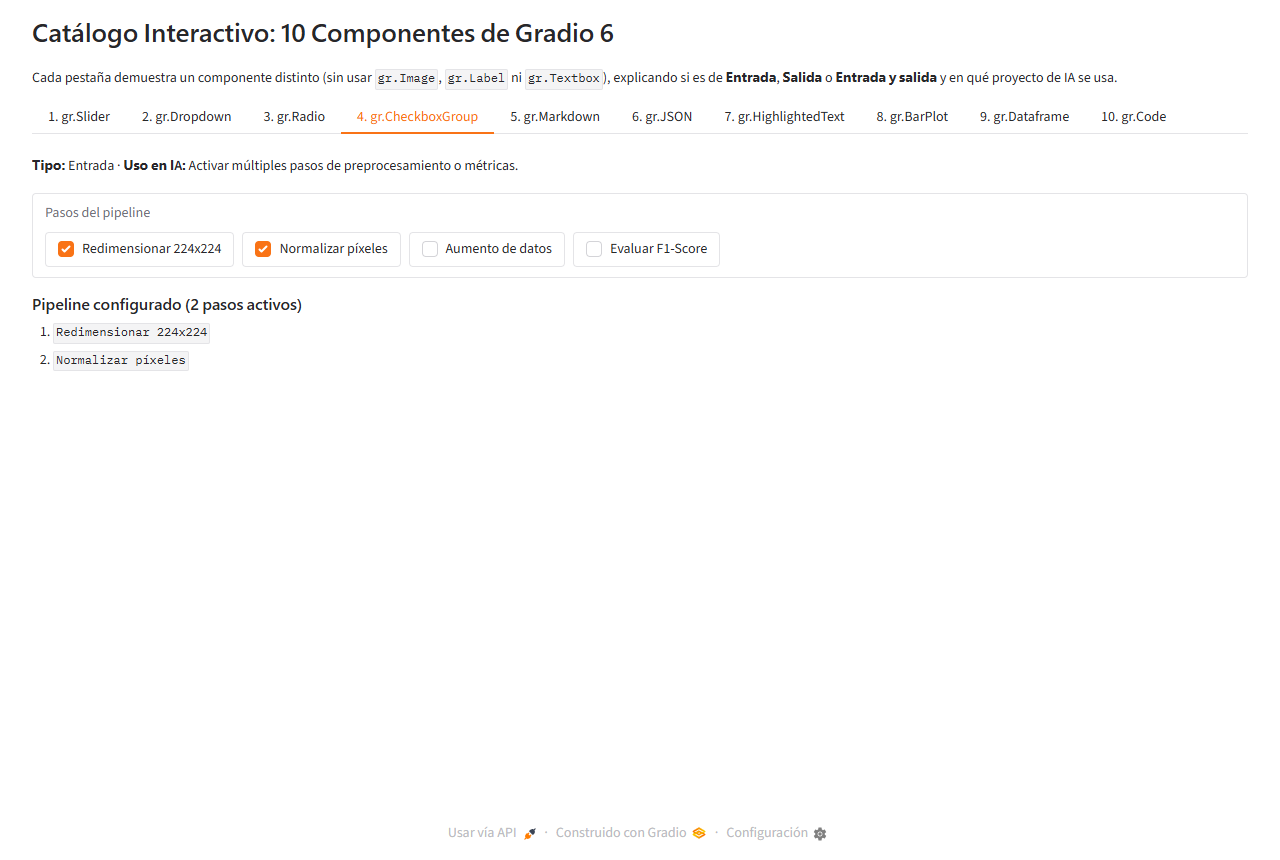 Catálogo Interactivo: 10 Componentes de Gradio 6
Cada pestaña demuestra un componente distinto (sin usar gr.Image, gr.Label ni gr.Textbox), explicando si es de Entrada, Salida o Entrada y salida y en qué proyecto de IA se usa.
1. gr.Slider 2. gr.Dropdown 3. gr.Radio 4. gr.CheckboxGroup 5. gr.Markdown 6. gr.JSON 7. gr.HighlightedText 8. gr.BarPlot 9. gr.Dataframe 10. gr.Code
Tipo: Entrada · Uso en IA: Activar múltiples pasos de preprocesamiento o métricas.
Pasos del pipeline
Redimensionar 224x224 Normalizar píxeles Aumento de datos Evaluar F1-Score
Pipeline configurado (2 pasos activos)
1. Redimensionar 224x224
2. Normalizar píxeles
Usar vía API · Construido con Gradio · Configuración